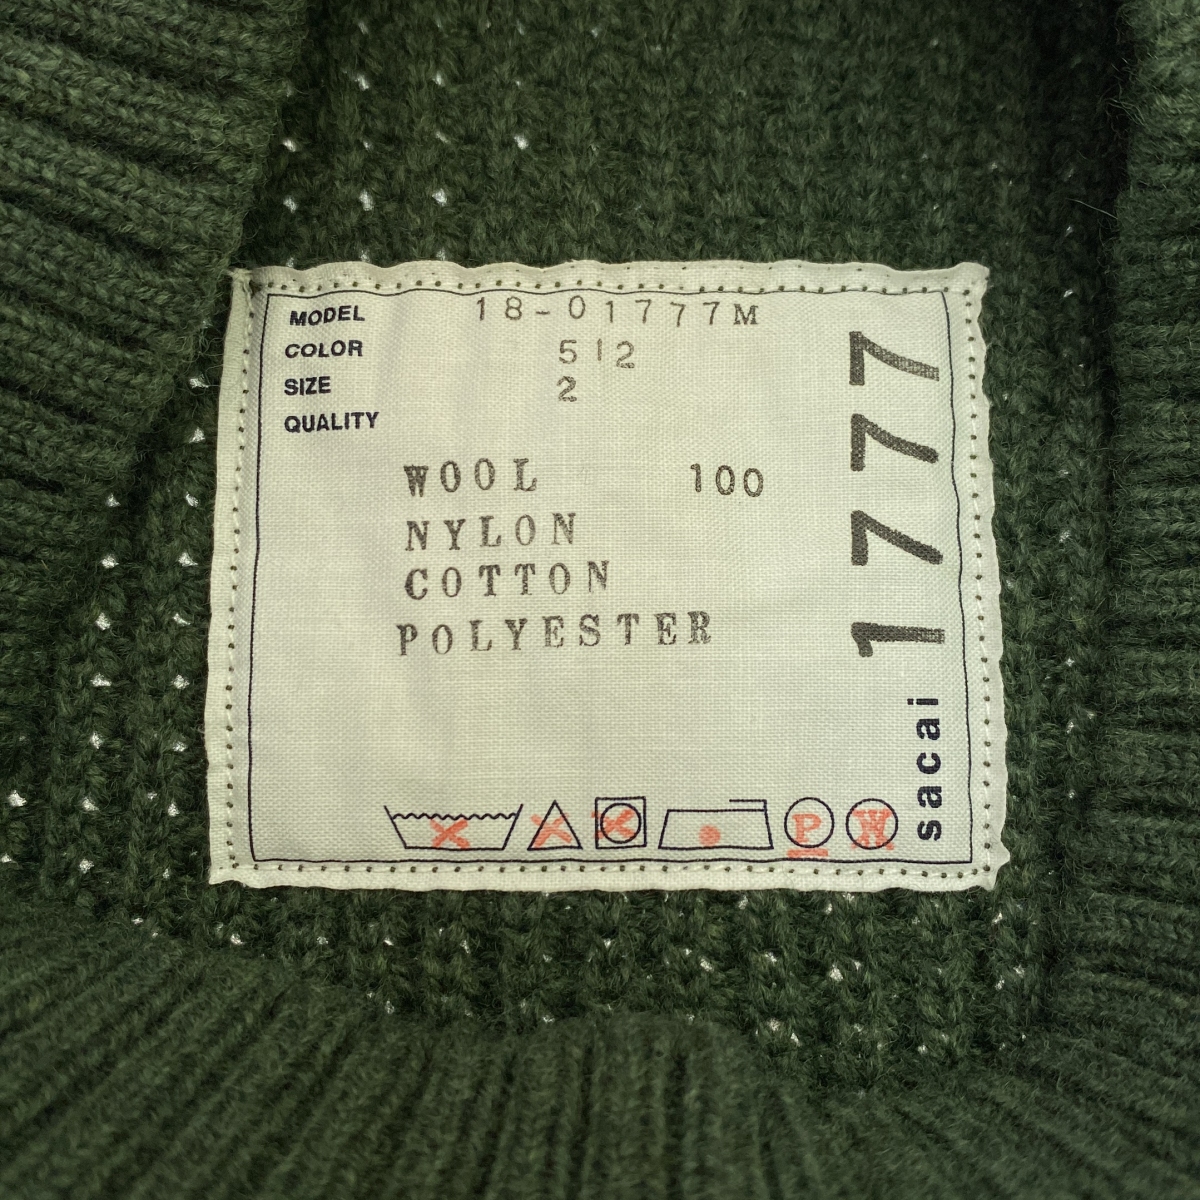 MODEL 18-01777M
COLOR 512
SIZE 2
QUALITY
WOOL 100
NYLON
COTTON
POLYESTER
P W
sacai 1777